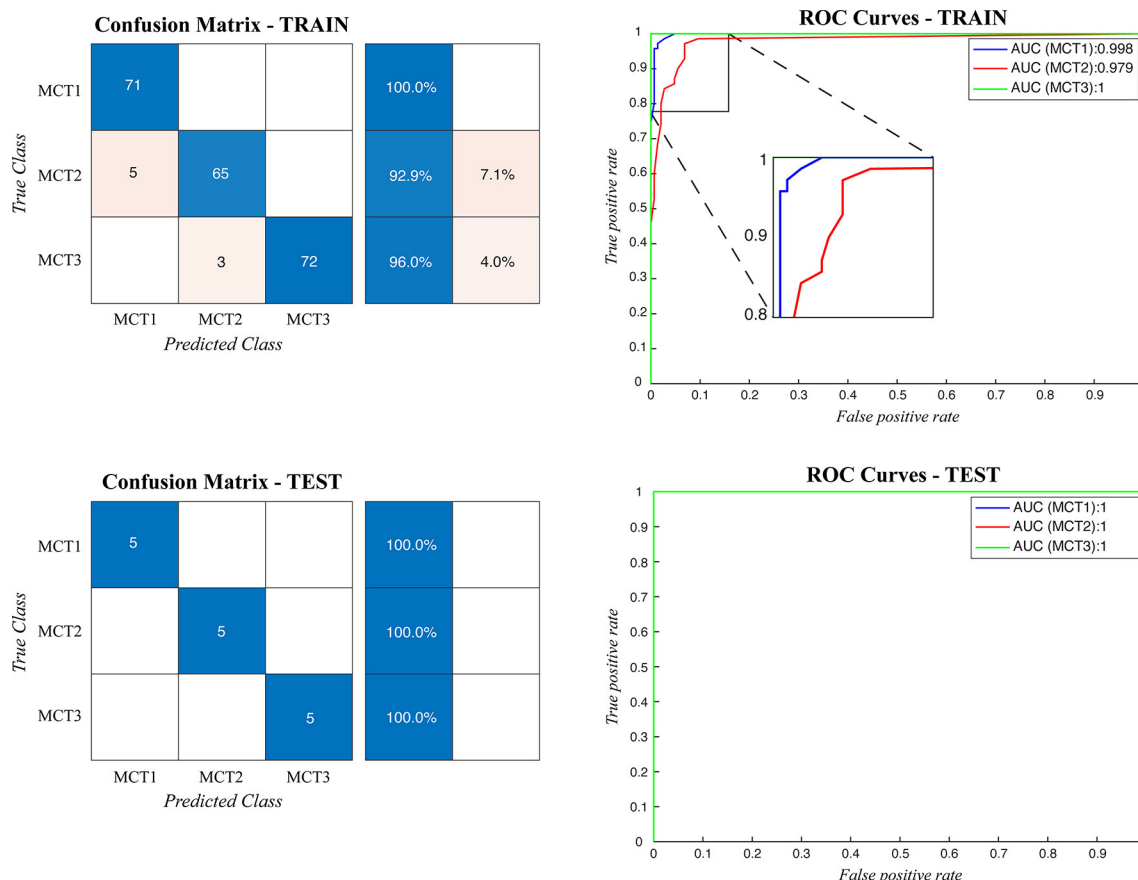 Confusion Matrix - TRAIN
True Class
MCT1
71
100.0%
MCT2
5
65
92.9%
7.1%
MCT3
3
72
96.0%
4.0%
MCT1
MCT2
MCT3
Predicted Class
ROC Curves - TRAIN
AUC (MCT1):0.998
AUC (MCT2):0.979
AUC (MCT3):1
True positive rate
1
0.9
0.8
0.7
0.6
0.5
0.4
0.3
0.2
0.1
0
1
0.9
0.8
0
0.1
0.2
0.3
0.4
0.5
0.6
0.7
0.8
0.9
False positive rate
Confusion Matrix - TEST
True Class
MCT1
5
100.0%
MCT2
5
100.0%
MCT3
5
100.0%
MCT1
MCT2
MCT3
Predicted Class
ROC Curves - TEST
AUC (MCT1):1
AUC (MCT2):1
AUC (MCT3):1
True positive rate
1
0.9
0.8
0.7
0.6
0.5
0.4
0.3
0.2
0.1
0
0
0.1
0.2
0.3
0.4
0.5
0.6
0.7
0.8
0.9
False positive rate